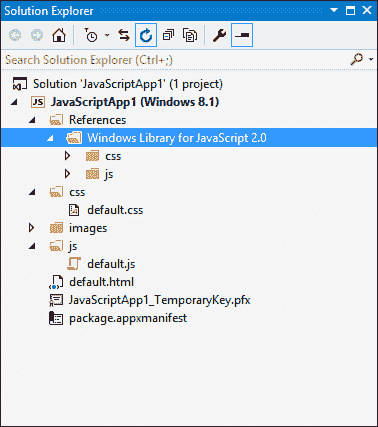 Solution Explorer
Search Solution Explorer (Ctrl+;)
Solution 'JavaScriptApp1' (1 project)
JS JavaScriptApp1 (Windows 8.1)
References
Windows Library for JavaScript 2.0
css
js
css
default.css
images
js
default.js
default.html
JavaScriptApp1_TemporaryKey.pfx
package.appxmanifest